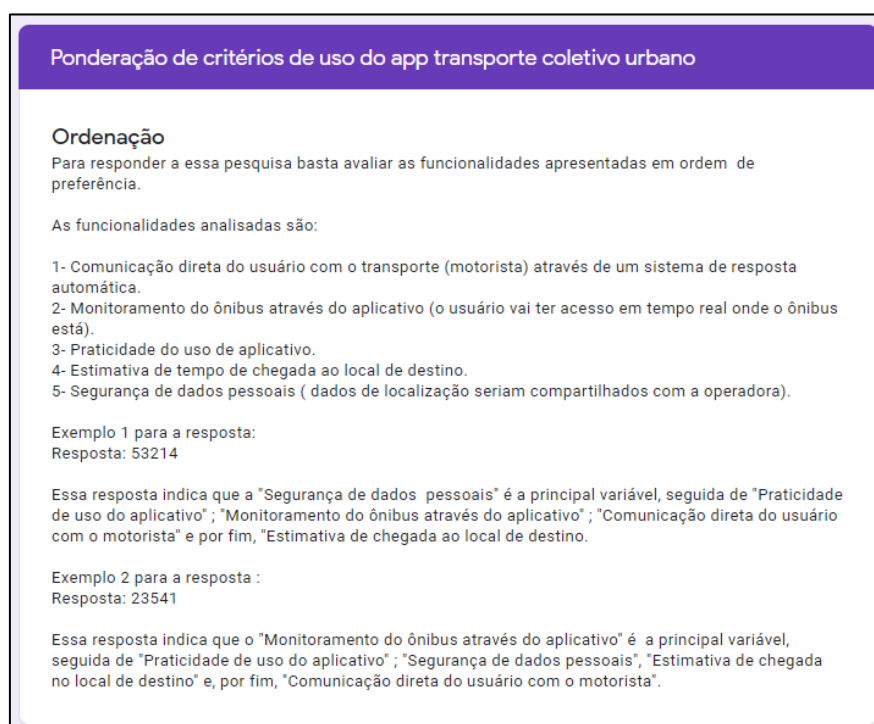 Ponderação de critérios de uso do app transporte coletivo urbano
Ordenação
Para responder a essa pesquisa basta avaliar as funcionalidades apresentadas em ordem de
preferência.
As funcionalidades analisadas são:
1- Comunicação direta do usuário com o transporte (motorista) através de um sistema de resposta
automática.
2- Monitoramento do ônibus através do aplicativo (o usuário vai ter acesso em tempo real onde o ônibus
está).
3- Praticidade do uso de aplicativo.
4- Estimativa de tempo de chegada ao local de destino.
5- Segurança de dados pessoais ( dados de localização seriam compartilhados com a operadora).
Exemplo 1 para a resposta:
Resposta: 53214
Essa resposta indica que a "Segurança de dados pessoais" é a principal variável, seguida de "Praticidade
de uso do aplicativo" ; "Monitoramento do ônibus através do aplicativo" ; "Comunicação direta do usuário
com o motorista" e por fim, "Estimativa de chegada ao local de destino.
Exemplo 2 para a resposta :
Resposta: 23541
Essa resposta indica que o "Monitoramento do ônibus através do aplicativo" é a principal variável,
seguida de "Praticidade de uso do aplicativo" ; "Segurança de dados pessoais", "Estimativa de chegada
no local de destino" e, por fim, "Comunicação direta do usuário com o motorista".